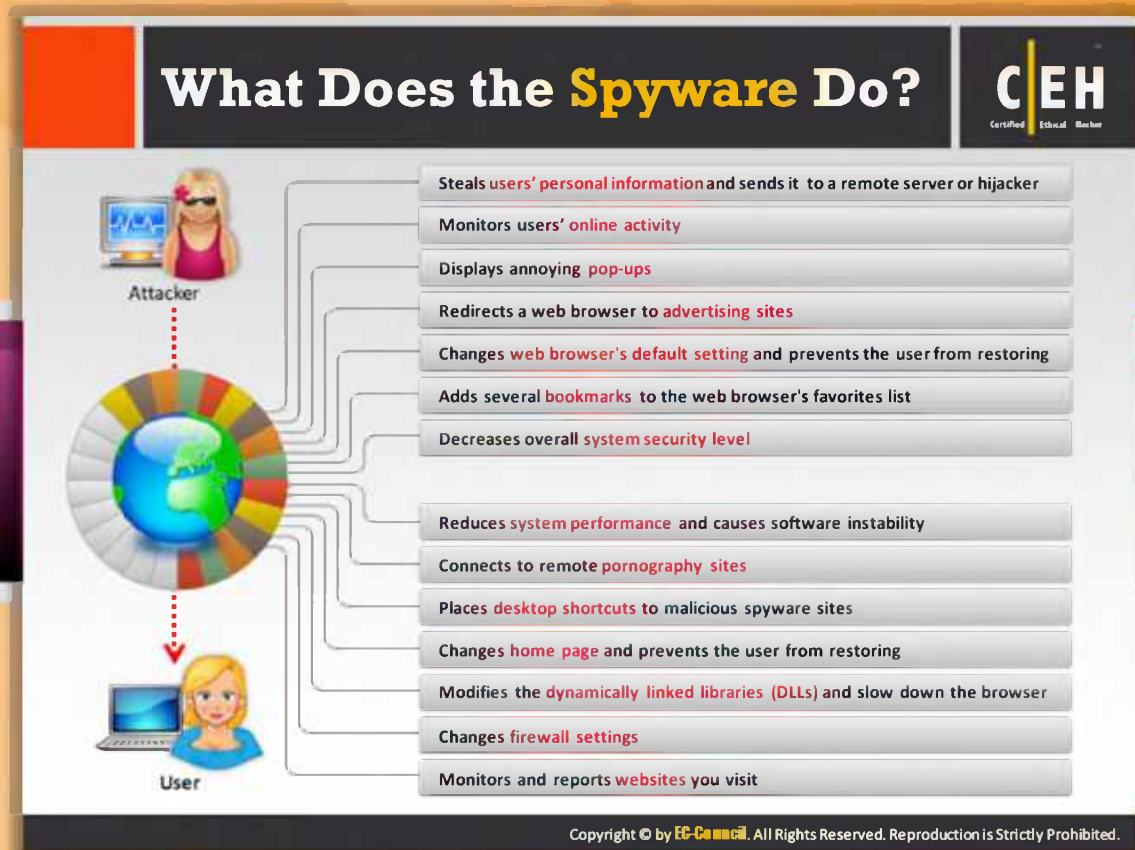 What Does the Spyware Do?
C|EH
Certified Ethical Hacker
Steals users' personal information and sends it to a remote server or hijacker
Monitors users' online activity
Displays annoying pop-ups
Attacker
Redirects a web browser to advertising sites
Changes web browser's default setting and prevents the user from restoring
Adds several bookmarks to the web browser's favorites list
Decreases overall system security level
Reduces system performance and causes software instability
Connects to remote pornography sites
Places desktop shortcuts to malicious spyware sites
Changes home page and prevents the user from restoring
Modifies the dynamically linked libraries (DLLs) and slow down the browser
Changes firewall settings
Monitors and reports websites you visit
User
Copyright © by EC-Council. All Rights Reserved. Reproduction is Strictly Prohibited.